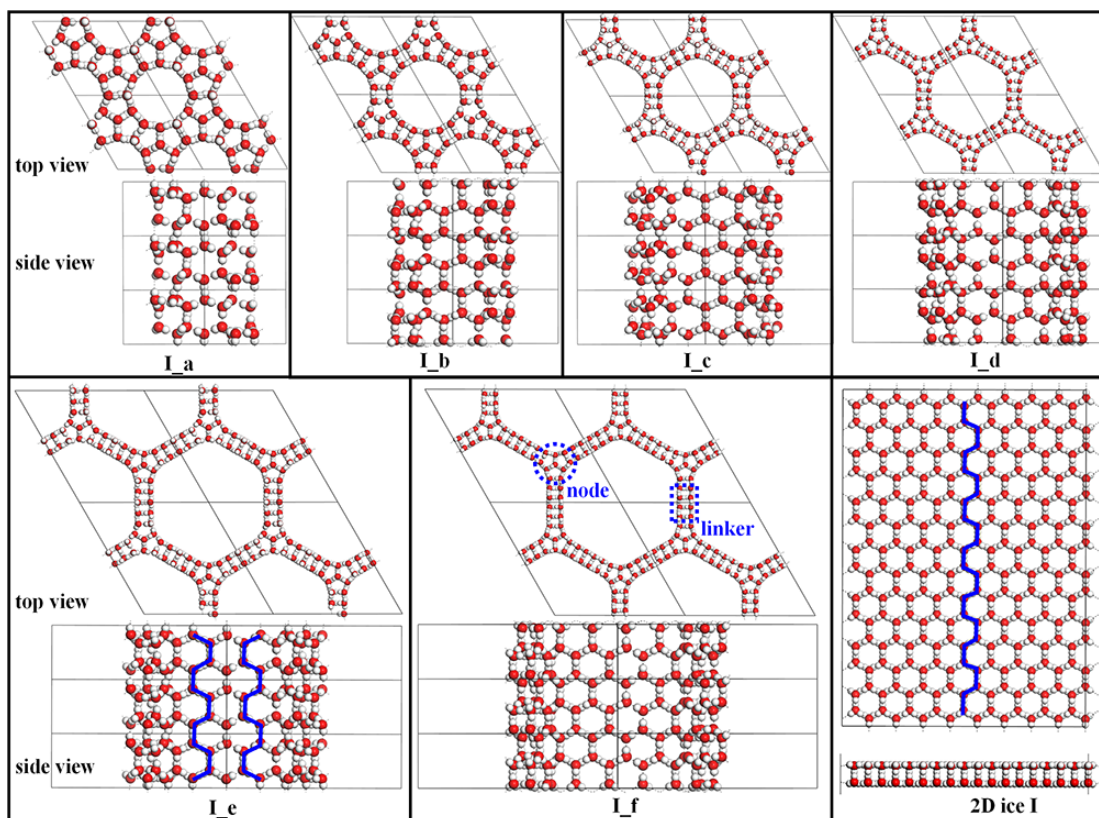 top view
side view
I_a
I_b
I_c
I_d
top view
node
linker
side view
I_e
I_f
2D ice I